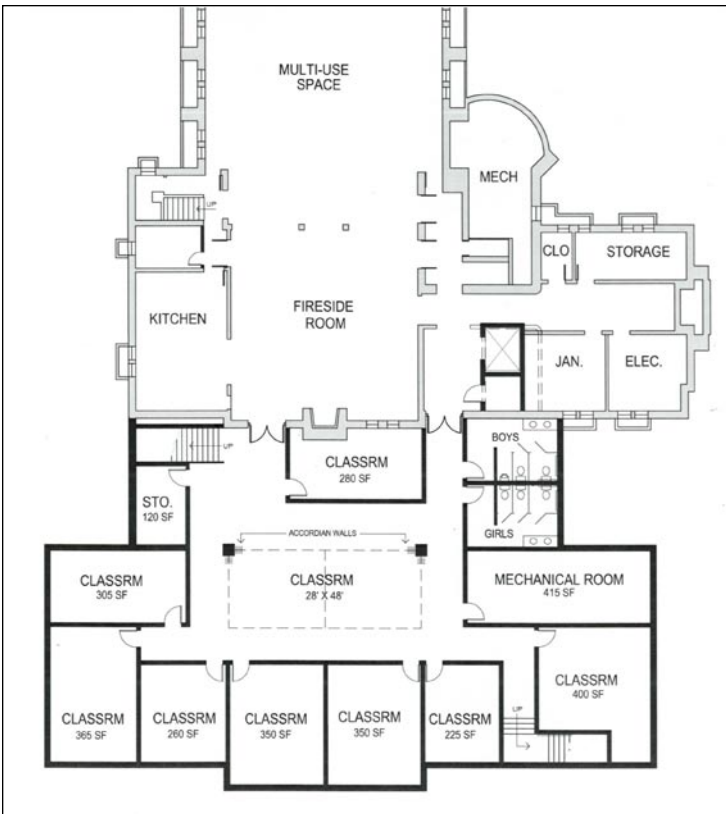 MULTI-USE
SPACE
MECH
UP
CLO
STORAGE
KITCHEN
FIRESIDE
ROOM
JAN.
ELEC.
UP
BOYS
CLASSRM
280 SF
STO.
120 SF
GIRLS
ACCORDIAN WALLS
CLASSRM
305 SF
CLASSRM
28' X 48'
MECHANICAL ROOM
415 SF
CLASSRM
400 SF
CLASSRM
365 SF
CLASSRM
260 SF
CLASSRM
350 SF
CLASSRM
350 SF
CLASSRM
225 SF
UP